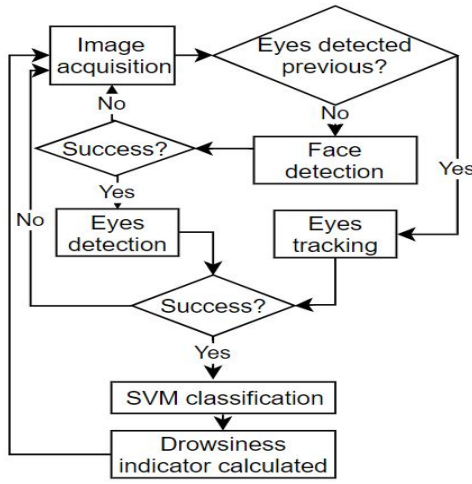 Image
acquisition
Eyes detected
previous?
No
No
Success?
Face
detection
Yes
Yes
No
Eyes
detection
Eyes
tracking
Success?
Yes
SVM classification
Drowsiness
indicator calculated